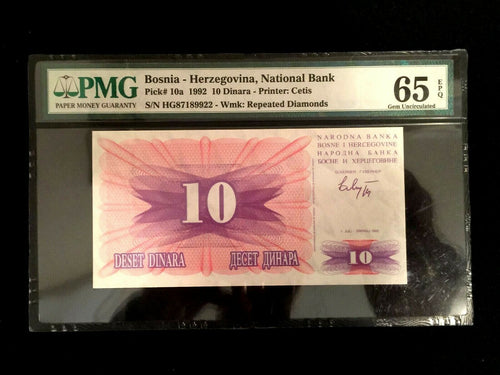 PMG
PAPER MONEY GUARANTY
Bosnia - Herzegovina, National Bank
Pick# 10a 1992 10 Dinara - Printer: Cetis
S/N HG87189922 - Wmk: Repeated Diamonds
65 EPQ
Gem Uncirculated
NARODNA BANKA
BOSNE I HERCEGOVINE
НАРОДНА БАНКА
БОСНЕ И ХЕРЦЕГОВИНЕ
10
DESET DINARA
ДЕСЕТ ДИНАРА
10